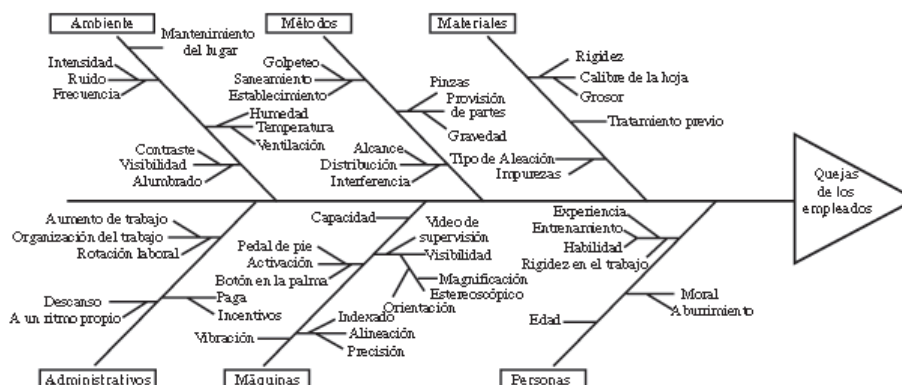 Ambiente
Métodos
Materiales
Mantenimiento
del lugar
Intensidad
Ruido
Frecuencia
Humedad
Temperatura
Ventilación
Contraste
Visibilidad
Alumbrado
Golpeteo
Saneamiento
Establecimiento
Pinzas
Provisión
de partes
Gravedad
Alcance
Distribución
Interferencia
Rigidez
Calibre de la hoja
Grosor
Tratamiento previo
Tipo de Aleación
Impurezas
Quejas
de los
empleados
Aumento de trabajo
Organización del trabajo
Rotación laboral
Descanso
A un ritmo propio
Paga
Incentivos
Capacidad
Pedal de pie
Activación
Botón en la palma
Video de
supervisión
Visibilidad
Magnificación
Estereoscópico
Orientación
Vibración
Indexado
Alineación
Precisión
Experiencia
Entrenamiento
Habilidad
Rigidez en el trabajo
Moral
Aburrimiento
Edad
Administrativos
Máquinas
Personas